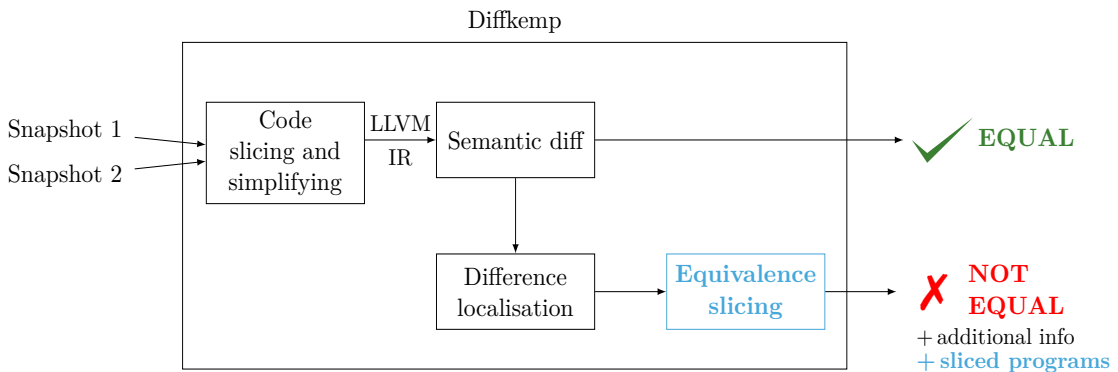 Diffkemp
Snapshot 1
Snapshot 2
Code
slicing and
simplifying
LLVM
IR
Semantic diff
EQUAL
Difference
localisation
Equivalence
slicing
NOT
EQUAL
+ additional info
+ sliced programs